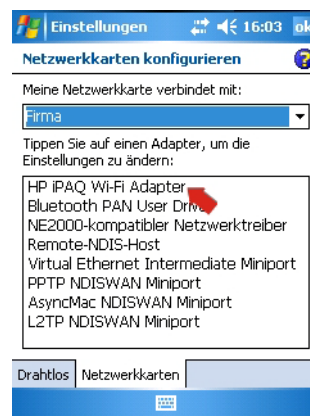 Einstellungen 16:03 ok
Netzwerkkarten konfigurieren
Meine Netzwerkkarte verbindet mit:
Firma
Tippen Sie auf einen Adapter, um die
Einstellungen zu ändern:
HP iPAQ Wi-Fi Adapter
Bluetooth PAN User
NE2000-kompatibler Netzwerktreiber
Remote-NDIS-Host
Virtual Ethernet Intermediate Miniport
PPTP NDISWAN Miniport
AsyncMac NDISWAN Miniport
L2TP NDISWAN Miniport
Drahtlos Netzwerkkarten